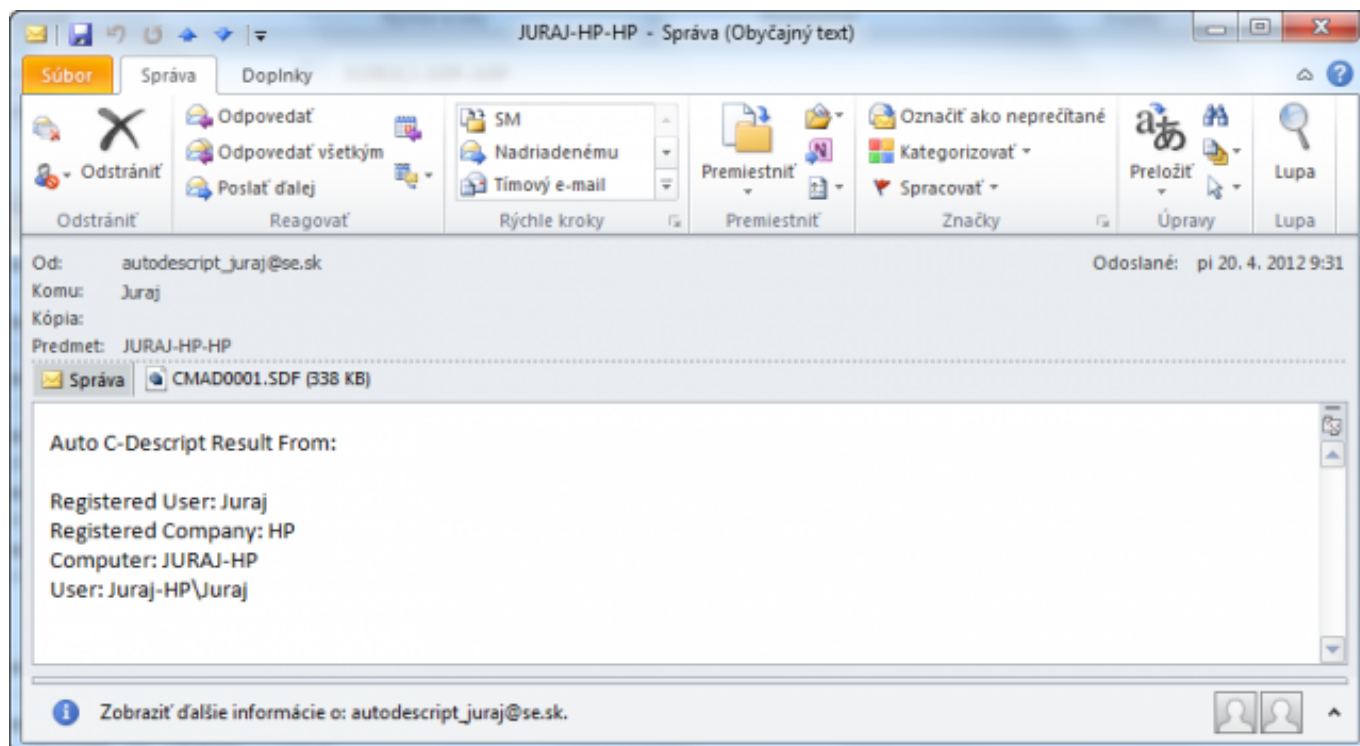 JURAJ-HP-HP - Správa (Obyčajný text)
Súbor Správa Doplnky
Odstrániť
Odpovedať
Odpovedať všetkým
Poslať ďalej
SM
Nadriadenému
Tímový e-mail
Premiestniť
Označiť ako neprečítané
Kategorizovať
Spracovať
Preložiť
Lupa
Odstrániť Reagovať Rýchle kroky Premiestniť Značky Úpravy Lupa
Od: autodescript_juraj@se.sk Odoslané: pi 20. 4. 2012 9:31
Komu: Juraj
Kópia:
Predmet: JURAJ-HP-HP
Správa CMAD0001.SDF (338 KB)
Auto C-Descript Result From:
Registered User: Juraj
Registered Company: HP
Computer: JURAJ-HP
User: Juraj-HP\Juraj
Zobraziť ďalšie informácie o: autodescript_juraj@se.sk.